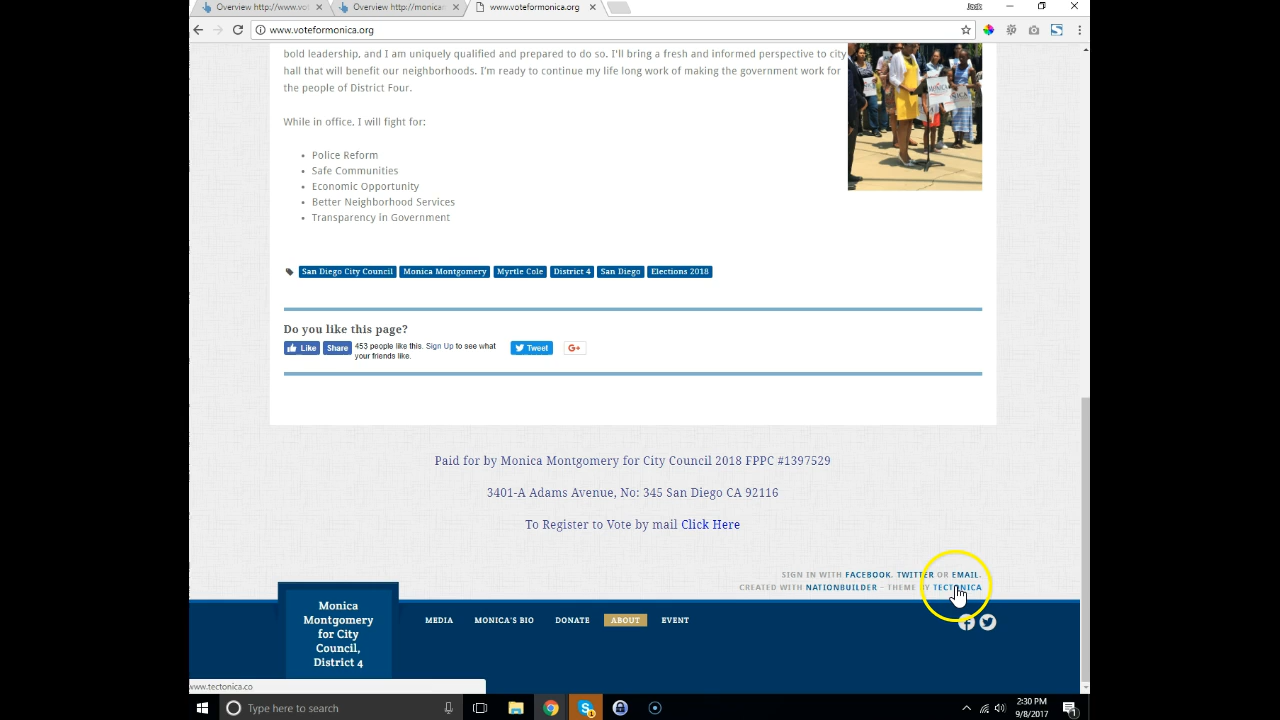 Overview http://www.vot
Overview http://monicar
www.voteformonica.org
www.voteformonica.org
bold leadership, and I am uniquely qualified and prepared to do so. I'll bring a fresh and informed perspective to city
hall that will benefit our neighborhoods. I'm ready to continue my life long work of making the government work for
the people of District Four.
While in office, I will fight for:
Police Reform
Safe Communities
Economic Opportunity
Better Neighborhood Services
Transparency in Government
San Diego City Council Monica Montgomery Myrtle Cole District 4 San Diego Elections 2018
Do you like this page?
Like Share 453 people like this. Sign Up to see what
your friends like.
Tweet G+
Paid for by Monica Montgomery for City Council 2018 FPPC #1397529
3401-A Adams Avenue, No: 345 San Diego CA 92116
To Register to Vote by mail Click Here
SIGN IN WITH FACEBOOK, TWITTER OR EMAIL.
CREATED WITH NATIONBUILDER – THEME BY TECTONICA
Monica
Montgomery
for City
Council,
District 4
MEDIA MONICA'S BIO DONATE ABOUT EVENT
www.tectonica.co
Type here to search
2:30 PM
9/8/2017